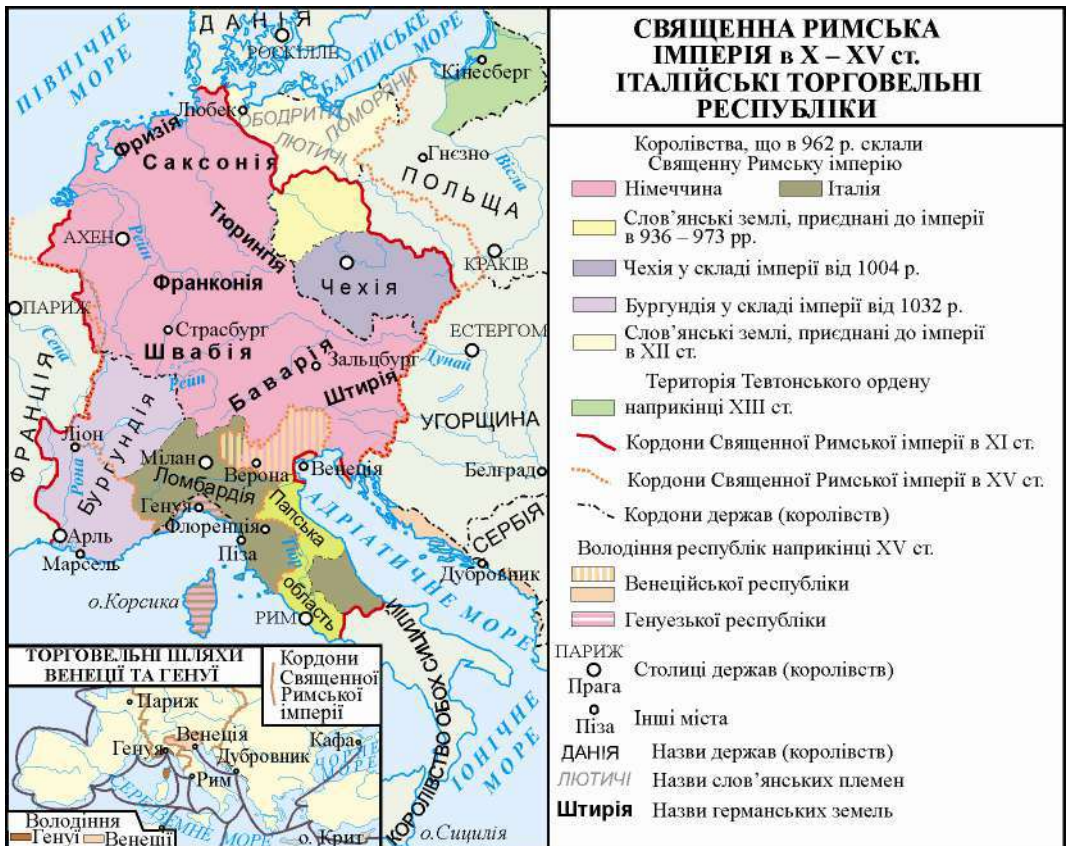 СВЯЩЕННА РИМСЬКА
ІМПЕРІЯ в X – XV ст.
ІТАЛІЙСЬКІ ТОРГОВЕЛЬНІ
РЕСПУБЛІКИ
Королівства, що в 962 р. склали
Священну Римську імперію
Німеччина
Італія
Слов’янські землі, приєднані до імперії
в 936 – 973 рр.
Чехія у складі імперії від 1004 р.
Бургундія у складі імперії від 1032 р.
Слов’янські землі, приєднані до імперії
в XII ст.
Територія Тевтонського ордену
наприкінці XIII ст.
Кордони Священної Римської імперії в XI ст.
Кордони Священної Римської імперії в XV ст.
Кордони держав (королівств)
Володіння республік наприкінці XV ст.
Венеційської республіки
Генуезької республіки
ПАРИЖ
Прага
Столиці держав (королівств)
Піза
Інші міста
ДАНІЯ
Назви держав (королівств)
ЛЮТИЧІ
Назви слов’янських племен
Штирія
Назви германських земель
ПІВНІЧНЕ
МОРЕ
ДАНІЯ
РОСКІЛЛЕ
БАЛТІЙСЬКЕ МОРЕ
Кінесберг
Любек
ОБОДРИТИ
ПОМОРЯНИ
ЛЮТИЧІ
Фризія
Саксонія
Гнєзно
Вісла
ПОЛЬЩА
Тюрингія
АХЕН
Рейн
КРАКІВ
Франконія
Чехія
ПАРИЖ
Сена
Страсбург
ЕСТЕРГОМ
Швабія
Баварія
Зальцбург
Дунай
Рейн
Штирія
ФРАНЦІЯ
УГОРЩИНА
Ліон
Рона
Бургундія
Мілан
Верона
Венеція
Белград
Ломбардія
Генуя
Флоренція
Папська
область
Тібр
АДРІАТИЧНЕ МОРЕ
СЕРБІЯ
Арль
Марсель
Піза
Дубровник
о.Корсика
РИМ
КОРОЛІВСТВО ОБОХ СИЦИЛІЙ
ІОНІЧНЕ
МОРЕ
о.Сицилія
ТОРГОВЕЛЬНІ ШЛЯХИ
ВЕНЕЦІЇ ТА ГЕНУЇ
Кордони
Священної
Римської
імперії
Париж
Генуя
Венеція
Дубровник
Кафа
ЧОРНЕ
МОРЕ
Рим
СЕРЕДЗЕМНЕ МОРЕ
о. Крит
Володіння
Генуї
Венеції